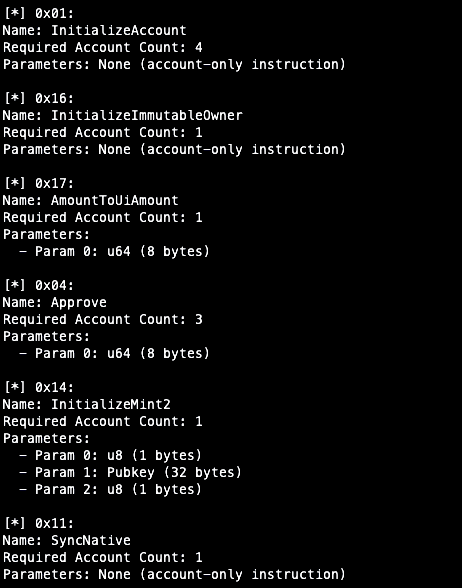 [*] 0x01:
Name: InitializeAccount
Required Account Count: 4
Parameters: None (account-only instruction)
[*] 0x16:
Name: InitializeImmutableOwner
Required Account Count: 1
Parameters: None (account-only instruction)
[*] 0x17:
Name: AmountToUiAmount
Required Account Count: 1
Parameters:
  – Param 0: u64 (8 bytes)
[*] 0x04:
Name: Approve
Required Account Count: 3
Parameters:
  – Param 0: u64 (8 bytes)
[*] 0x14:
Name: InitializeMint2
Required Account Count: 1
Parameters:
  – Param 0: u8 (1 bytes)
  – Param 1: Pubkey (32 bytes)
  – Param 2: u8 (1 bytes)
[*] 0x11:
Name: SyncNative
Required Account Count: 1
Parameters: None (account-only instruction)